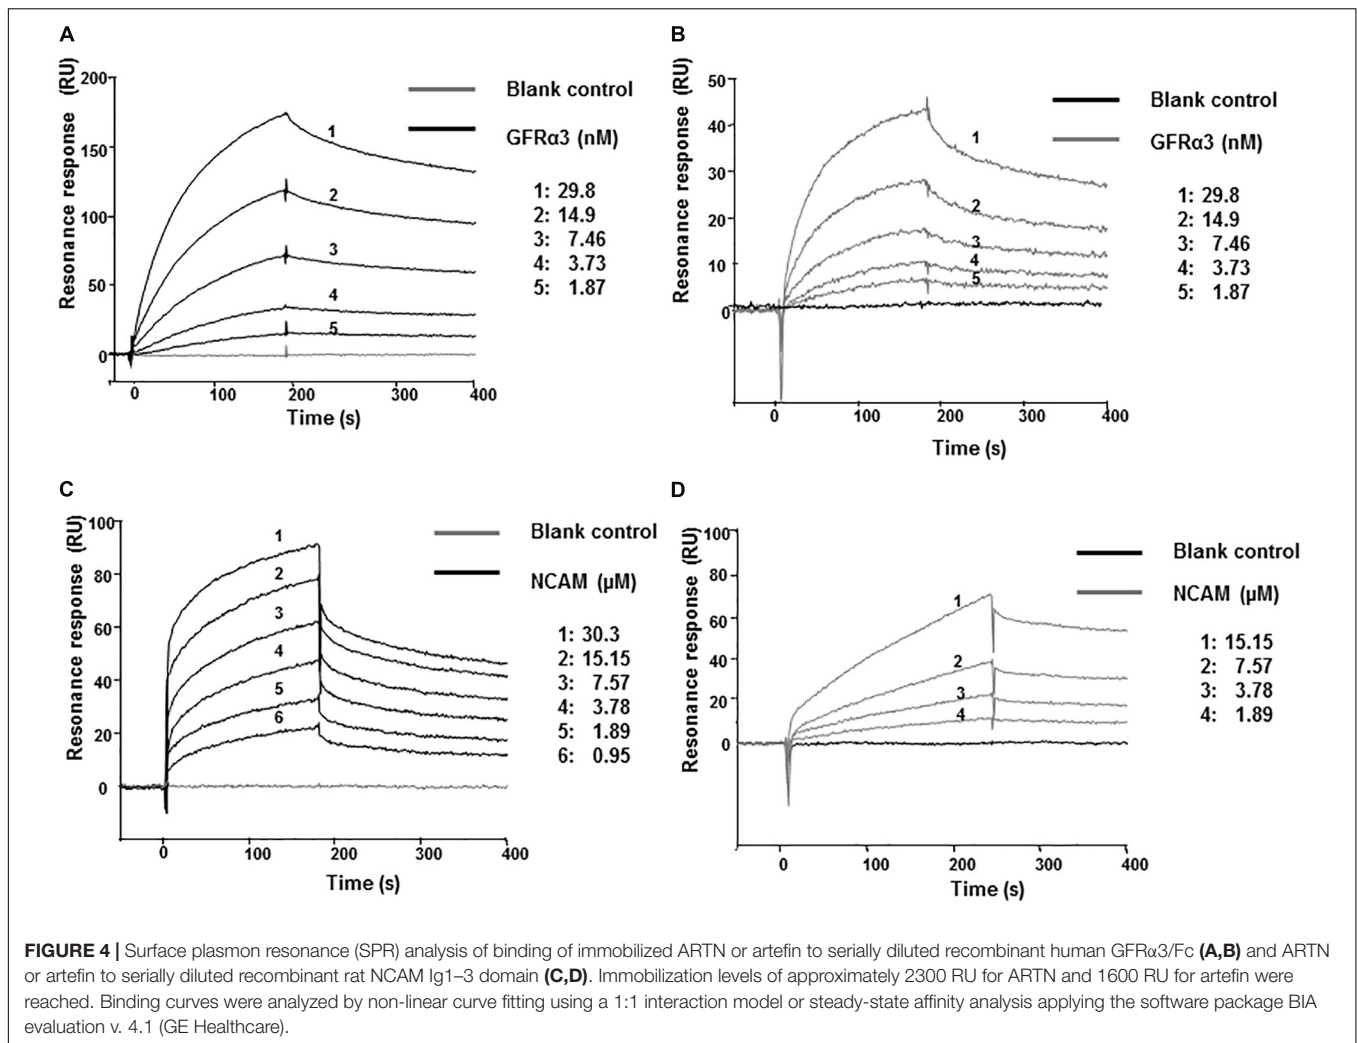 A
Resonance response (RU)
200
150
100
50
0
0 100 200 300 400
Time (s)
1
2
3
4
5
Blank control
GFRα3 (nM)
1: 29.8
2: 14.9
3: 7.46
4: 3.73
5: 1.87
B
Resonance response (RU)
50
40
30
20
10
0
0 100 200 300 400
Time (s)
1
2
3
4
5
Blank control
GFRα3 (nM)
1: 29.8
2: 14.9
3: 7.46
4: 3.73
5: 1.87
C
Resonance response (RU)
100
80
60
40
20
0
0 100 200 300 400
Time (s)
1
2
3
4
5
6
Blank control
NCAM (µM)
1: 30.3
2: 15.15
3: 7.57
4: 3.78
5: 1.89
6: 0.95
D
Resonance response (RU)
100
80
60
40
20
0
0 100 200 300 400
Time (s)
1
2
3
4
Blank control
NCAM (µM)
1: 15.15
2: 7.57
3: 3.78
4: 1.89
FIGURE 4 | Surface plasmon resonance (SPR) analysis of binding of immobilized ARTN or artefin to serially diluted recombinant human GFRα3/Fc (A,B) and ARTN
or artefin to serially diluted recombinant rat NCAM Ig1–3 domain (C,D). Immobilization levels of approximately 2300 RU for ARTN and 1600 RU for artefin were
reached. Binding curves were analyzed by non-linear curve fitting using a 1:1 interaction model or steady-state affinity analysis applying the software package BIA
evaluation v. 4.1 (GE Healthcare).